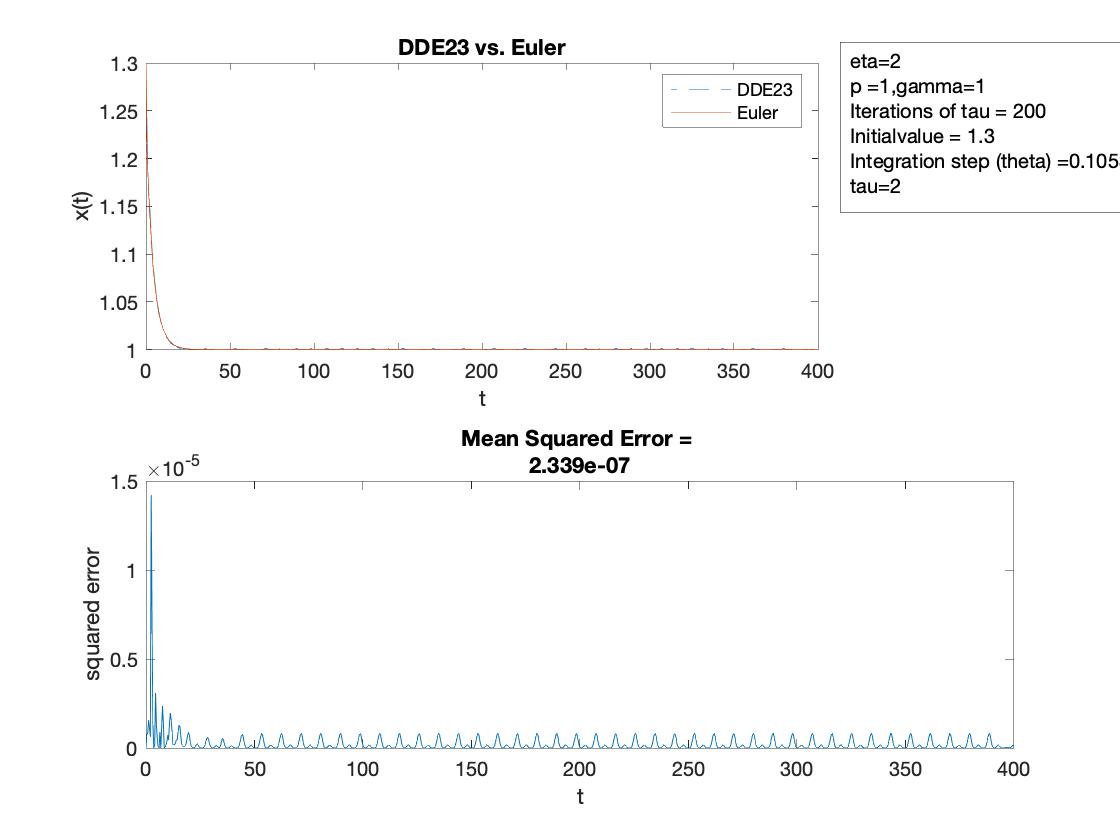 DDE23 vs. Euler
1.3
1.25
1.2
1.15
1.1
1.05
1
x(t)
0 50 100 150 200 250 300 350 400
t
DDE23
Euler
eta=2
p =1,gamma=1
Iterations of tau = 200
Initialvalue = 1.3
Integration step (theta) =0.105
tau=2
Mean Squared Error =
2.339e-07
×10-5
1.5
1
0.5
0
squared error
0 50 100 150 200 250 300 350 400
t